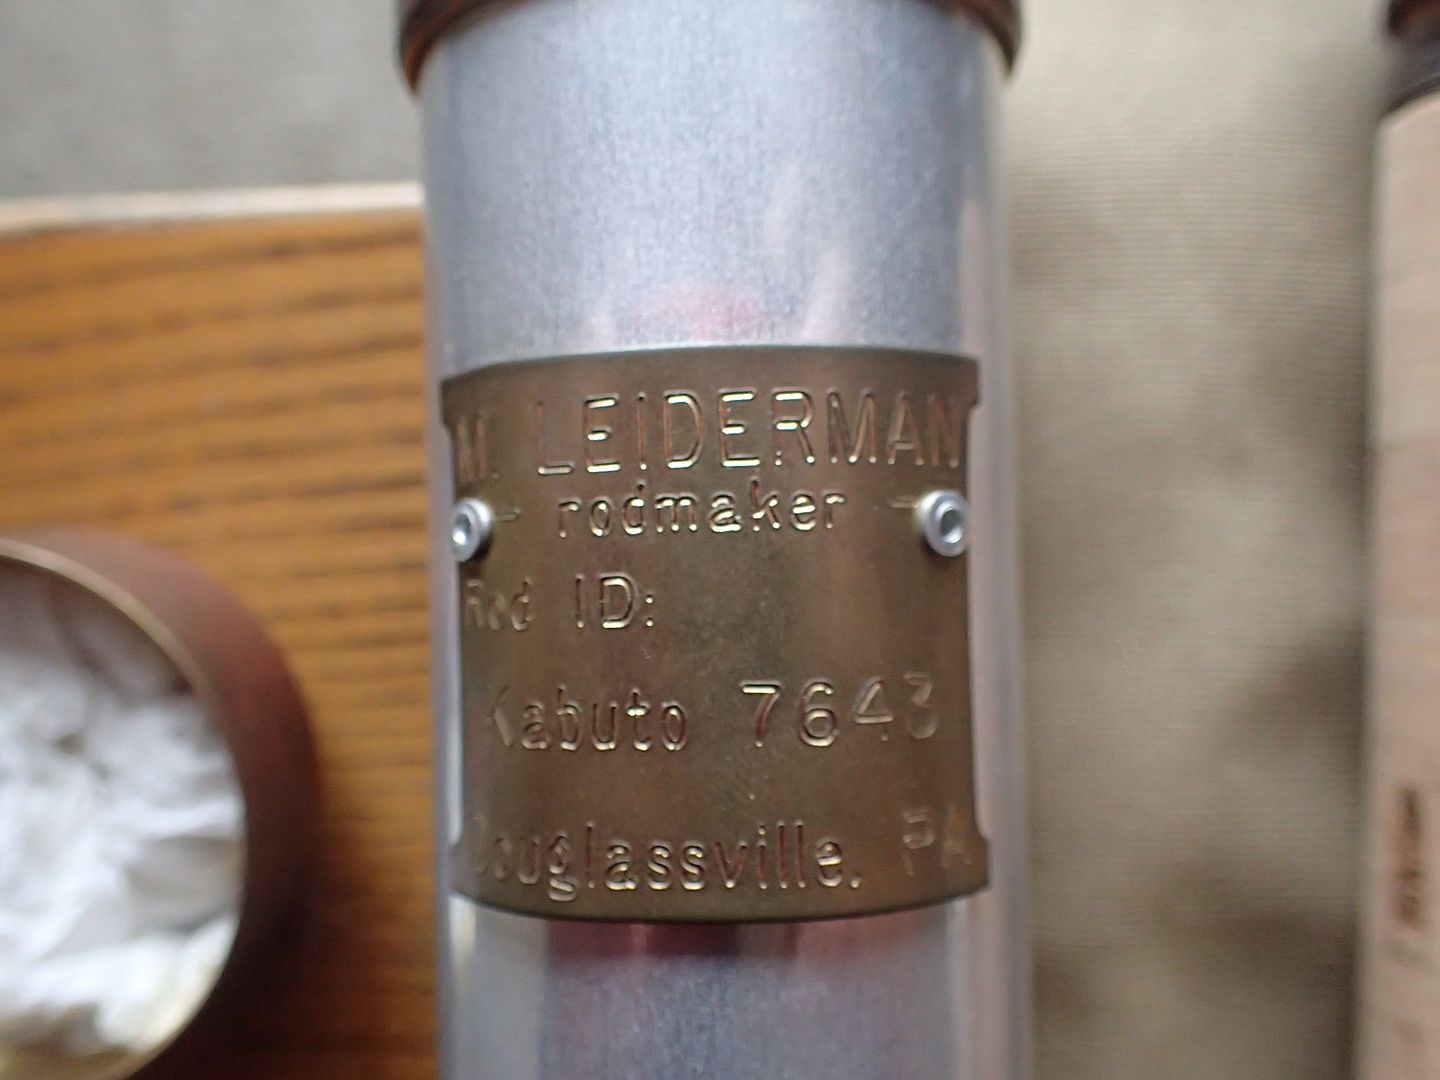 M. LEIDERMAN
rodmaker
Rod ID:
Kabuto 7643
Douglassville, PA